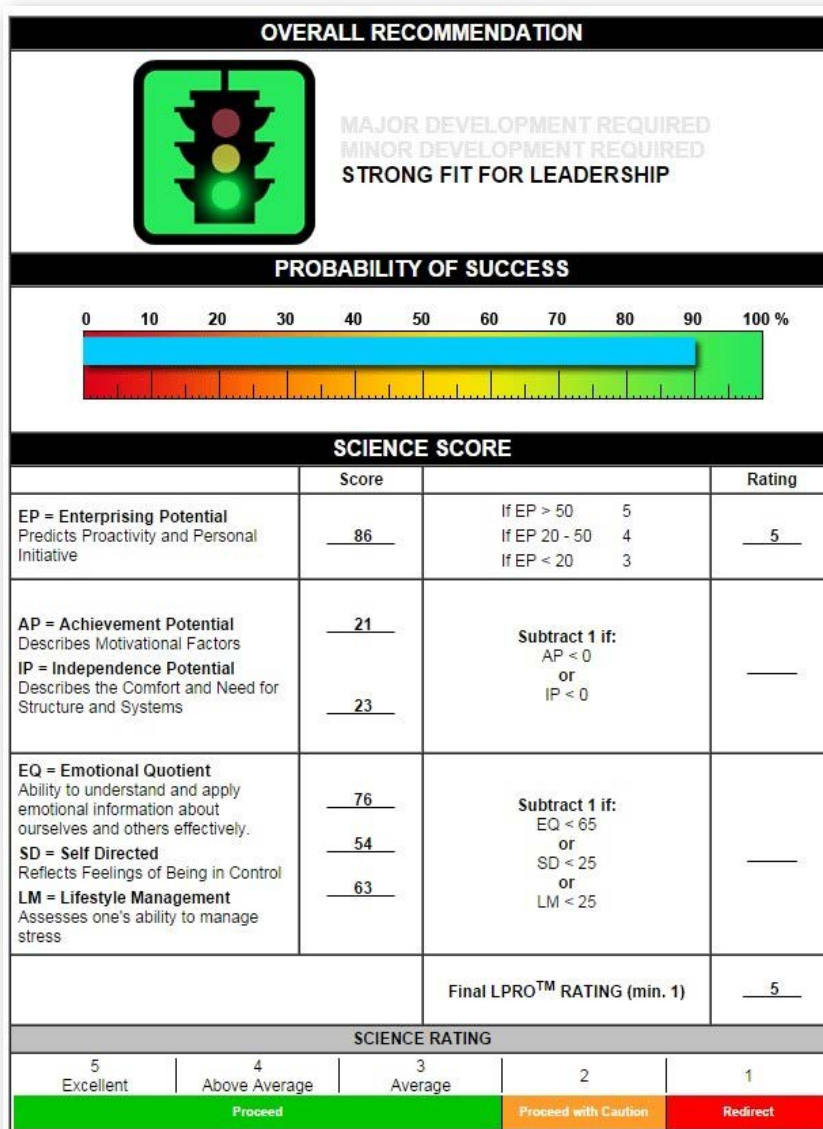 OVERALL RECOMMENDATION
MAJOR DEVELOPMENT REQUIRED
MINOR DEVELOPMENT REQUIRED
STRONG FIT FOR LEADERSHIP
PROBABILITY OF SUCCESS
0 10 20 30 40 50 60 70 80 90 100 %
SCIENCE SCORE
Score Rating
EP = Enterprising Potential
Predicts Proactivity and Personal
Initiative
86
If EP > 50 5
If EP 20 - 50 4
If EP < 20 3
5
AP = Achievement Potential
Describes Motivational Factors
IP = Independence Potential
Describes the Comfort and Need for
Structure and Systems
21
23
Subtract 1 if:
AP < 0
or
IP < 0
EQ = Emotional Quotient
Ability to understand and apply
emotional information about
ourselves and others effectively.
SD = Self Directed
Reflects Feelings of Being in Control
LM = Lifestyle Management
Assesses one's ability to manage
stress
76
54
63
Subtract 1 if:
EQ < 65
or
SD < 25
or
LM < 25
Final LPRO™ RATING (min. 1) 5
SCIENCE RATING
5 4 3 2 1
Excellent Above Average Average
Proceed Proceed with Caution Redirect